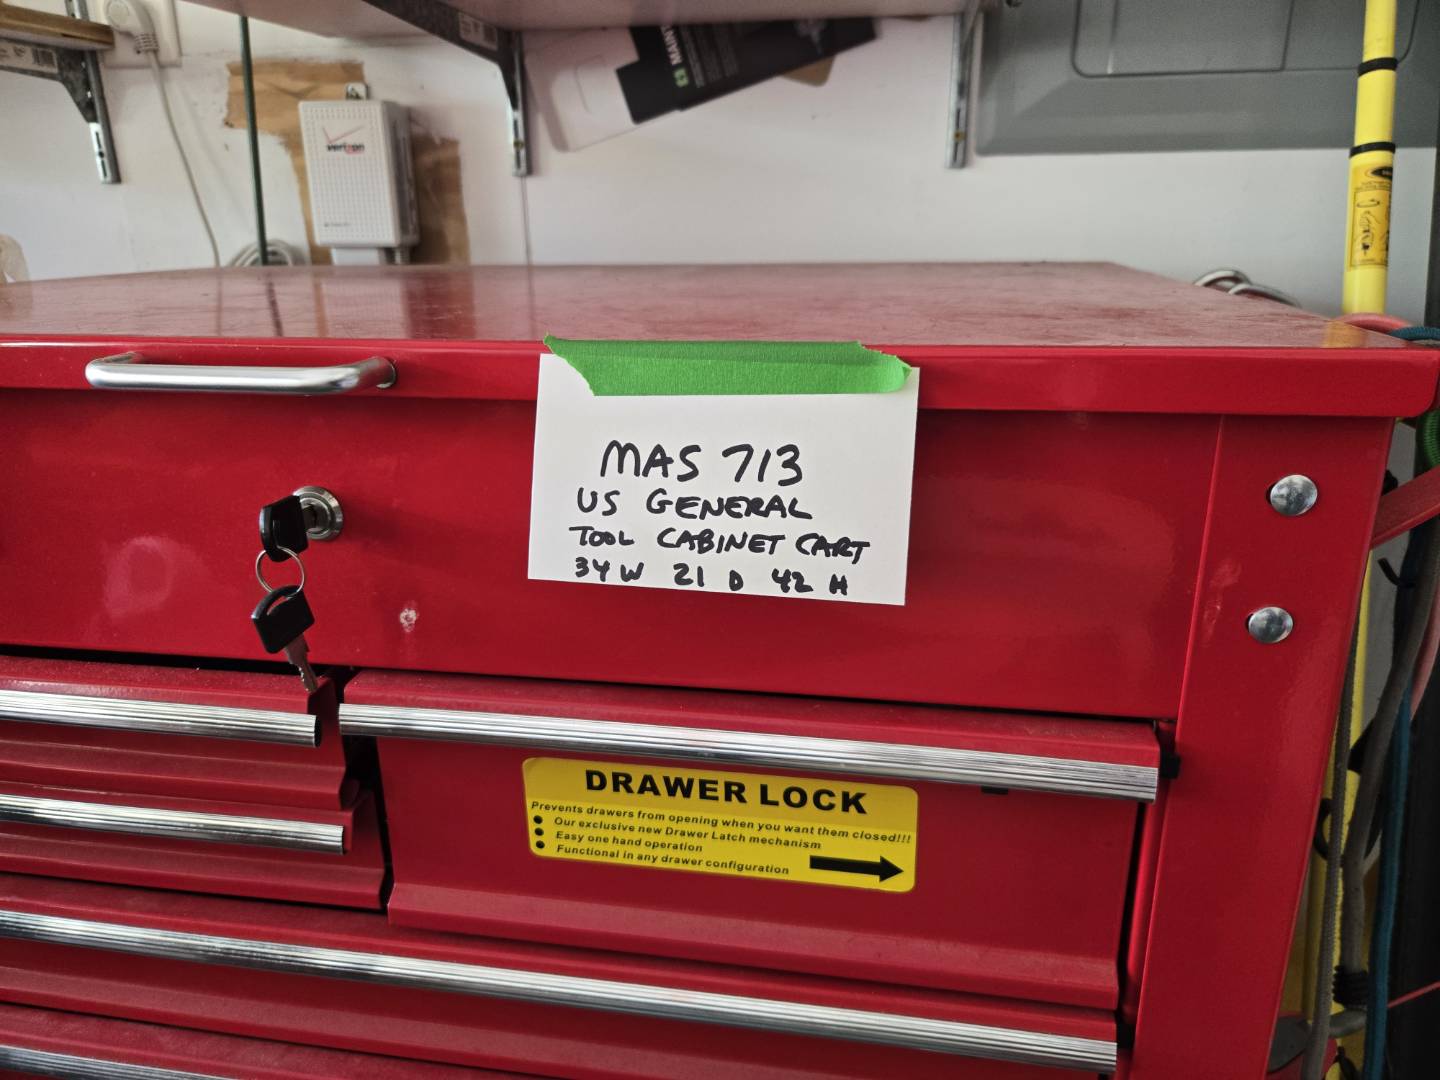 verizon
MAS 713
US GENERAL
TOOL CABINET CART
34 W 21 D 42 H
DRAWER LOCK
Prevents drawers from opening when you want them closed!!!
• Our exclusive new Drawer Latch mechanism
• Easy one hand operation
• Functional in any drawer configuration